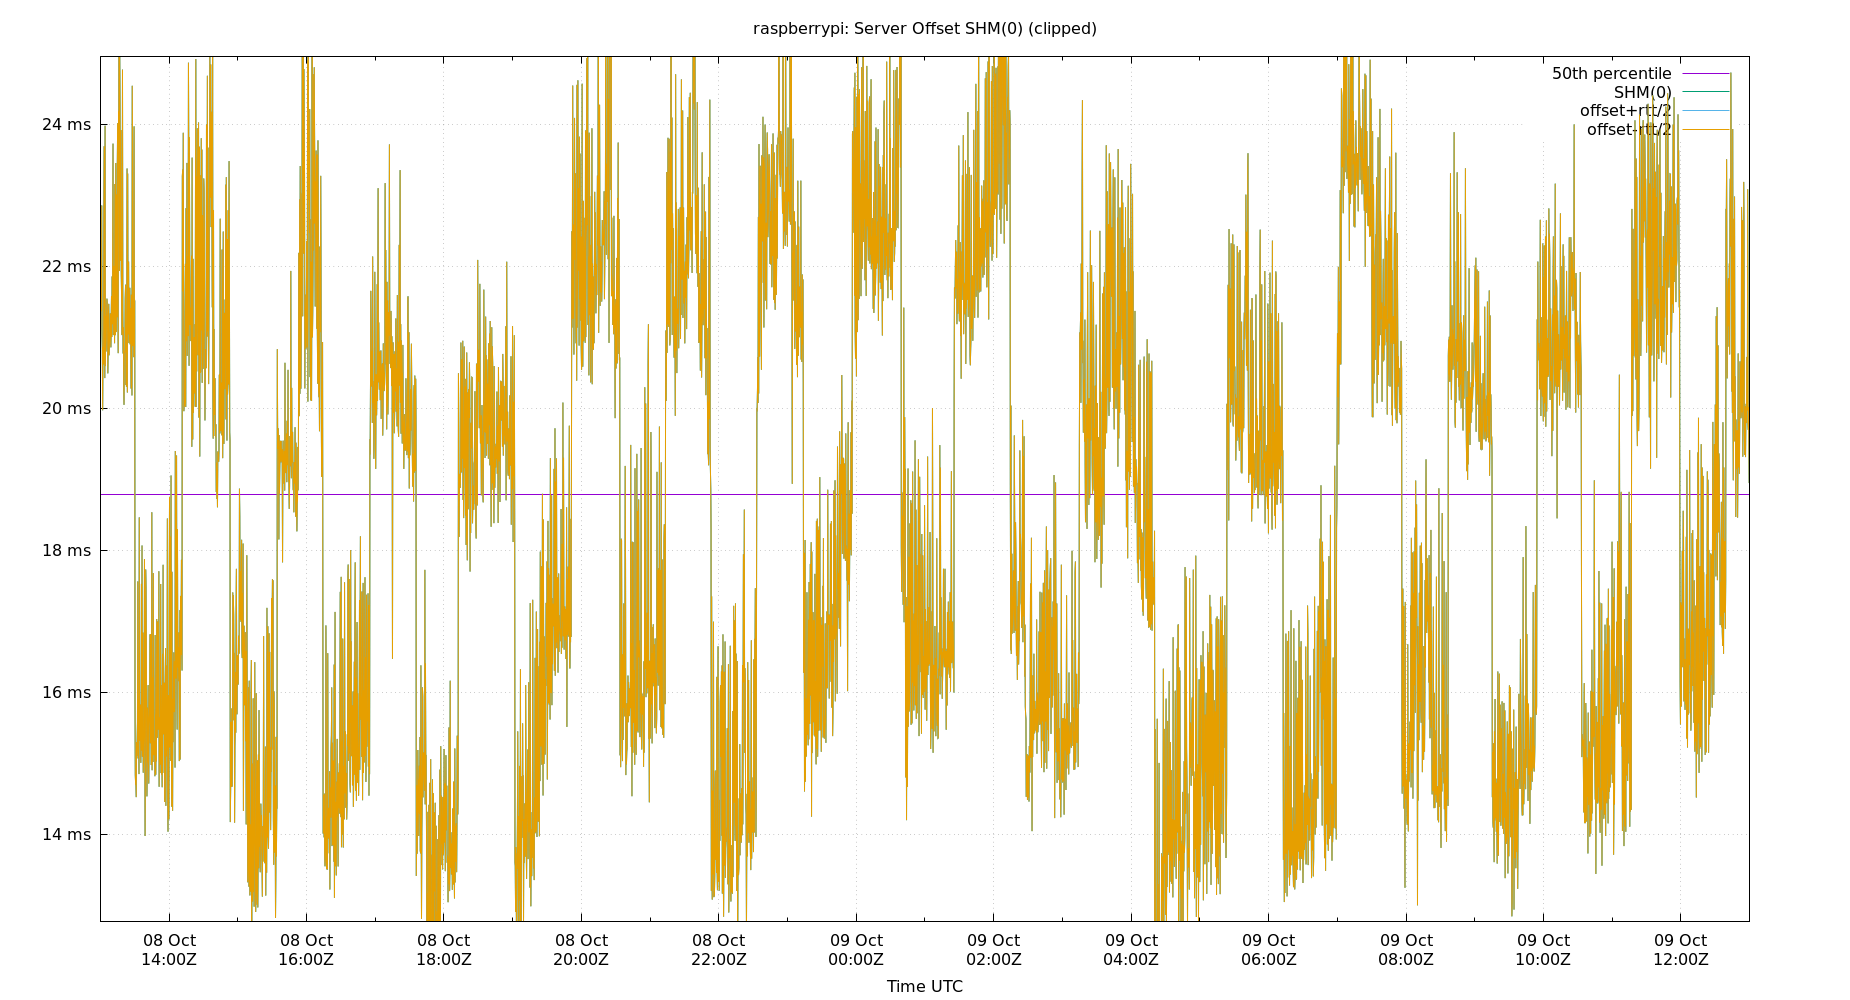 raspberrypi: Server Offset SHM(0) (clipped)
50th percentile
SHM(0)
offset+rtt/2
offset-rtt/2
24 ms
22 ms
20 ms
18 ms
16 ms
14 ms
08 Oct 08 Oct 08 Oct 08 Oct 08 Oct 09 Oct 09 Oct 09 Oct 09 Oct 09 Oct 09 Oct 09 Oct
14:00Z 16:00Z 18:00Z 20:00Z 22:00Z 00:00Z 02:00Z 04:00Z 06:00Z 08:00Z 10:00Z 12:00Z
Time UTC